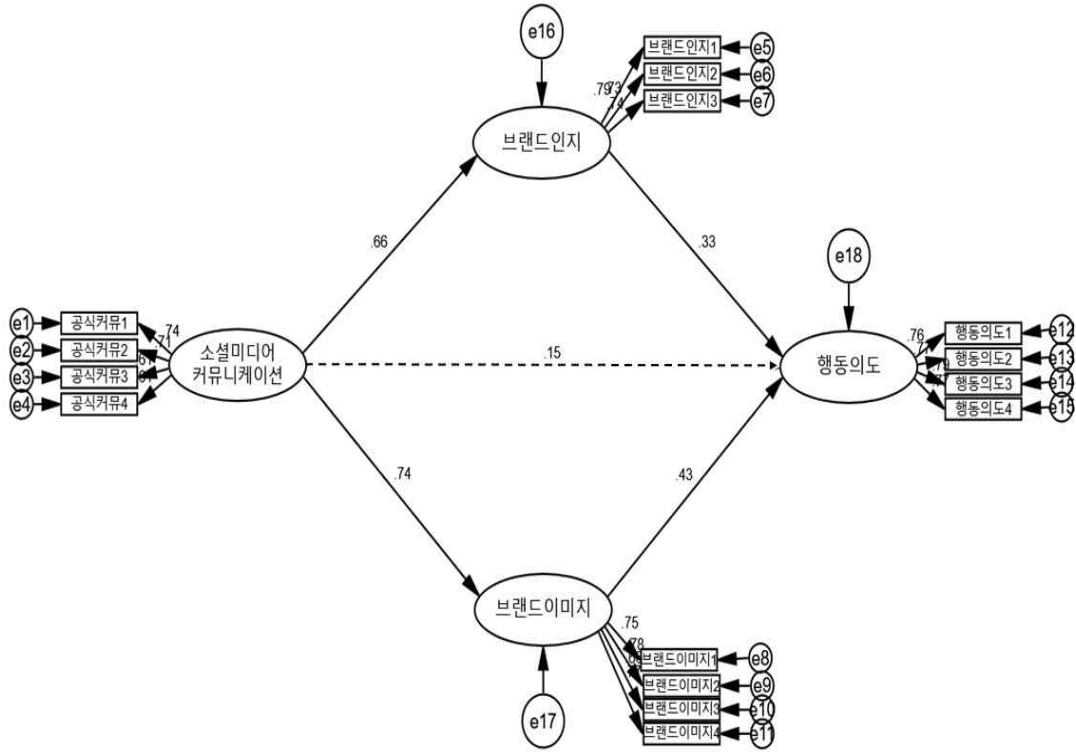 e16
브랜드인지1
e5
브랜드인지2
e6
브랜드인지3
e7
.79
.73
.74
브랜드인지
.66
.33
e18
e1
공식커뮤1
e2
공식커뮤2
e3
공식커뮤3
e4
공식커뮤4
.74
.71
소셜미디어
커뮤니케이션
.15
행동의도
.76
행동의도1
e12
행동의도2
e13
행동의도3
e14
행동의도4
e15
.74
.43
브랜드이미지
.75
.78
브랜드이미지1
e8
브랜드이미지2
e9
브랜드이미지3
e10
브랜드이미지4
e11
e17